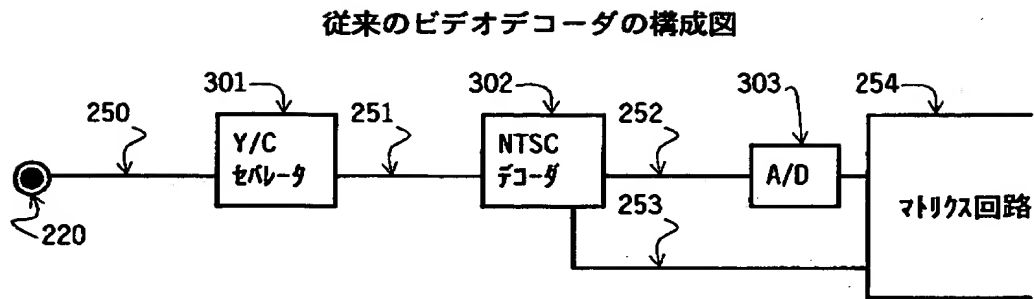 従来のビデオデコーダの構成図
301
302
303
254
250
251
252
Y/C
セパレータ
NTSC
デコーダ
A/D
マトリクス回路
253
220